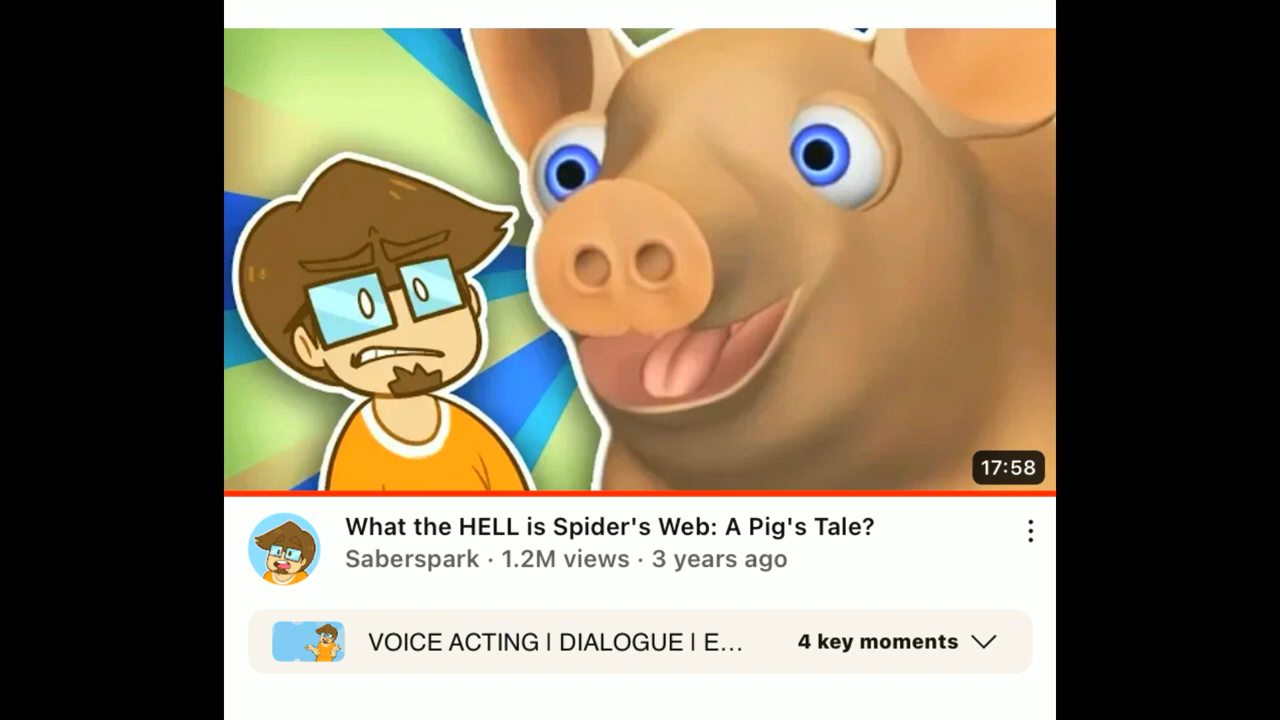 17:58
What the HELL is Spider's Web: A Pig's Tale?
Saberspark · 1.2M views · 3 years ago
VOICE ACTING | DIALOGUE | E... 4 key moments